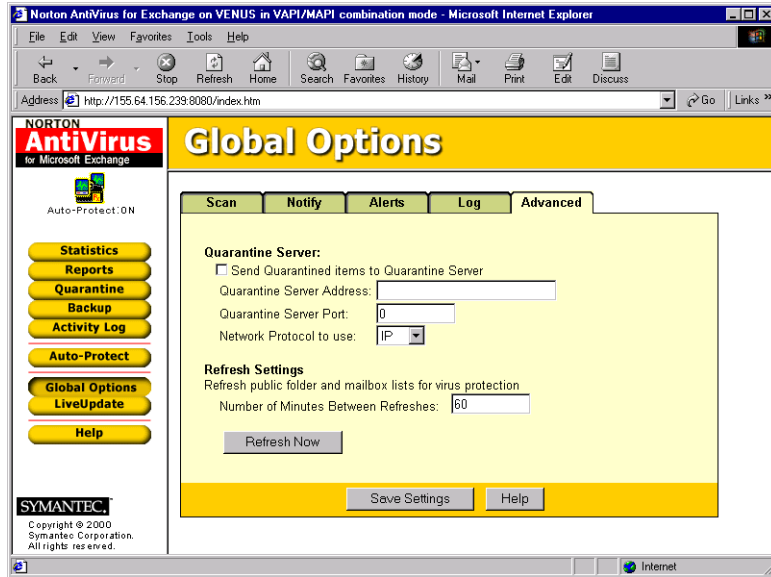 Norton AntiVirus for Exchange on VENUS in VAPI/MAPI combination mode - Microsoft Internet Explorer
File Edit View Favorites Tools Help
Back Forward Stop Refresh Home Search Favorites History Mail Print Edit Discuss
Address http://155.64.156.239:8080/index.htm Go Links »
NORTON
AntiVirus
for Microsoft Exchange
Global Options
Auto-Protect:ON
Scan Notify Alerts Log Advanced
Statistics
Reports
Quarantine
Backup
Activity Log
Auto-Protect
Global Options
LiveUpdate
Help
Quarantine Server:
Send Quarantined items to Quarantine Server
Quarantine Server Address:
Quarantine Server Port: 0
Network Protocol to use: IP
Refresh Settings
Refresh public folder and mailbox lists for virus protection
Number of Minutes Between Refreshes: 60
Refresh Now
Save Settings Help
SYMANTEC.
Copyright © 2000
Symantec Corporation.
All rights reserved.
Internet